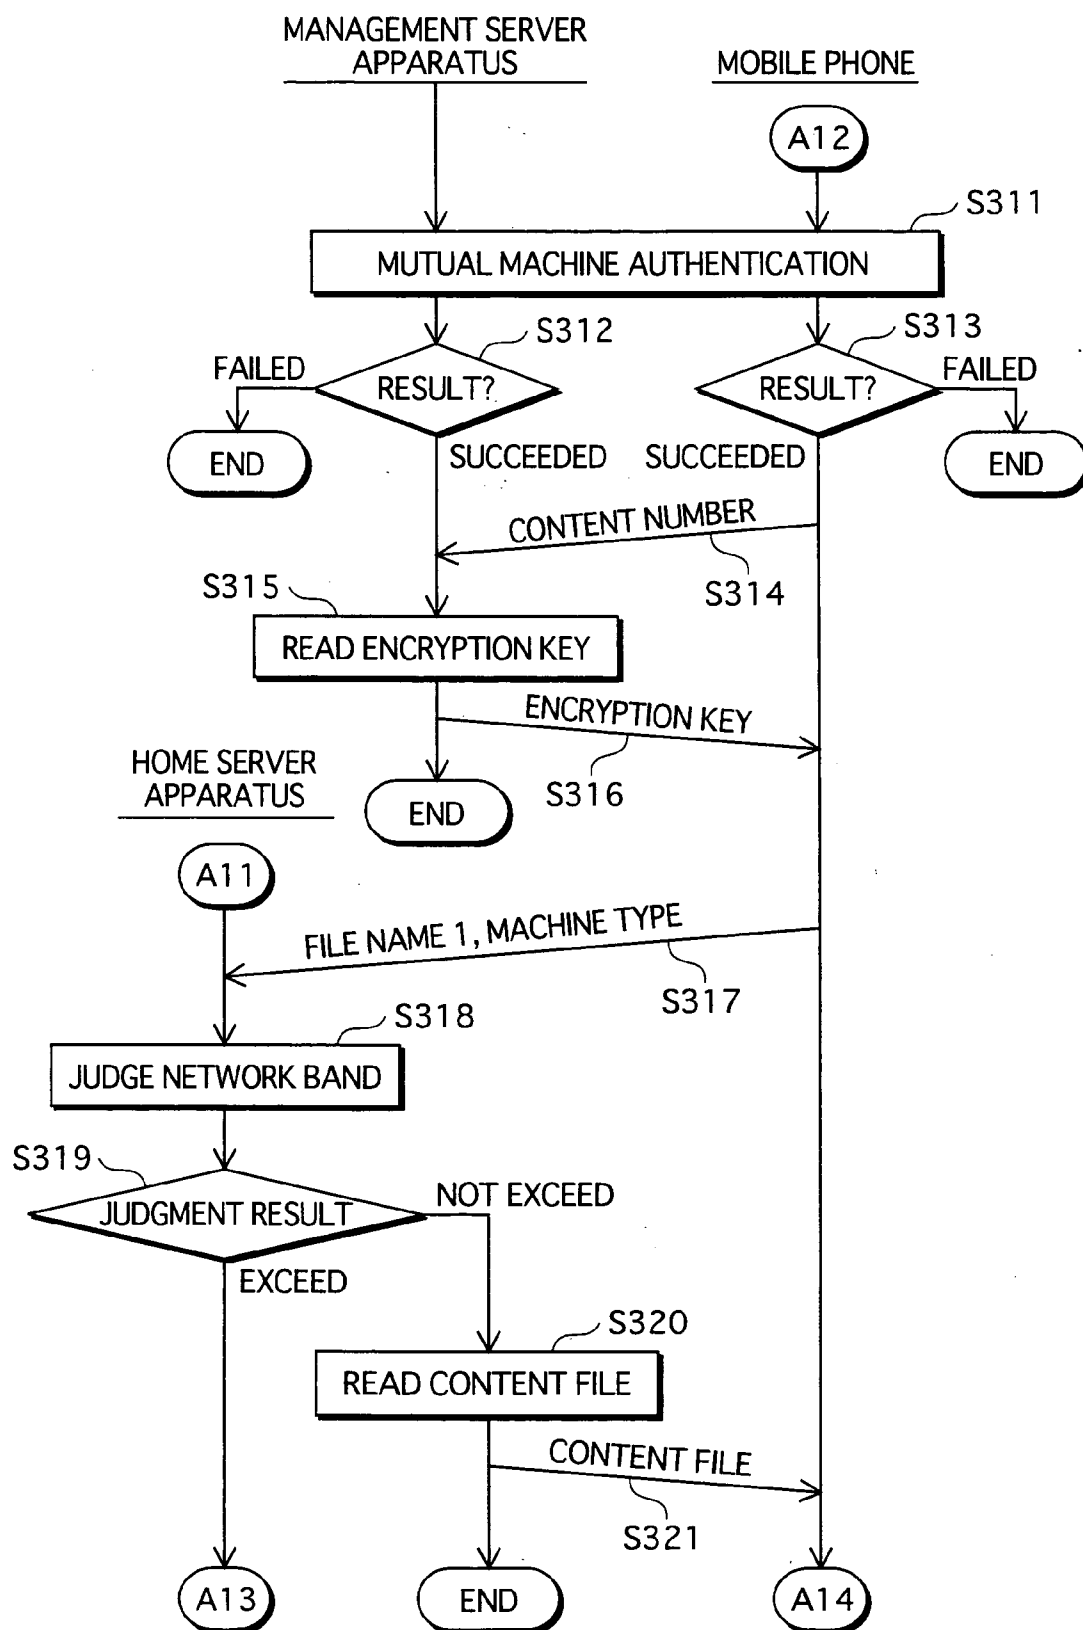 MANAGEMENT SERVER
APPARATUS
MOBILE PHONE
A12
S311
MUTUAL MACHINE AUTHENTICATION
S312
S313
FAILED
RESULT?
RESULT?
FAILED
END
SUCCEEDED
SUCCEEDED
END
CONTENT NUMBER
S314
S315
READ ENCRYPTION KEY
ENCRYPTION KEY
S316
HOME SERVER
APPARATUS
END
A11
FILE NAME 1, MACHINE TYPE
S317
S318
JUDGE NETWORK BAND
S319
JUDGMENT RESULT
NOT EXCEED
EXCEED
S320
READ CONTENT FILE
CONTENT FILE
S321
A13
END
A14